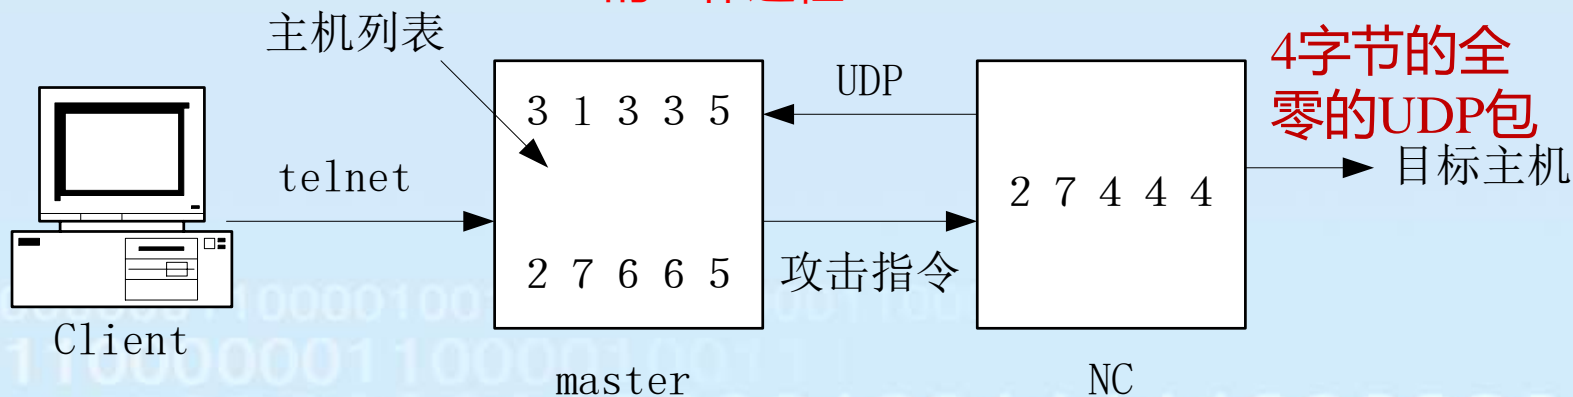 主机列表
4字节的全
零的UDP包
3 1 3 3 5
UDP
目标主机
telnet
2 7 4 4 4
2 7 6 6 5
攻击指令
Client
master
NC